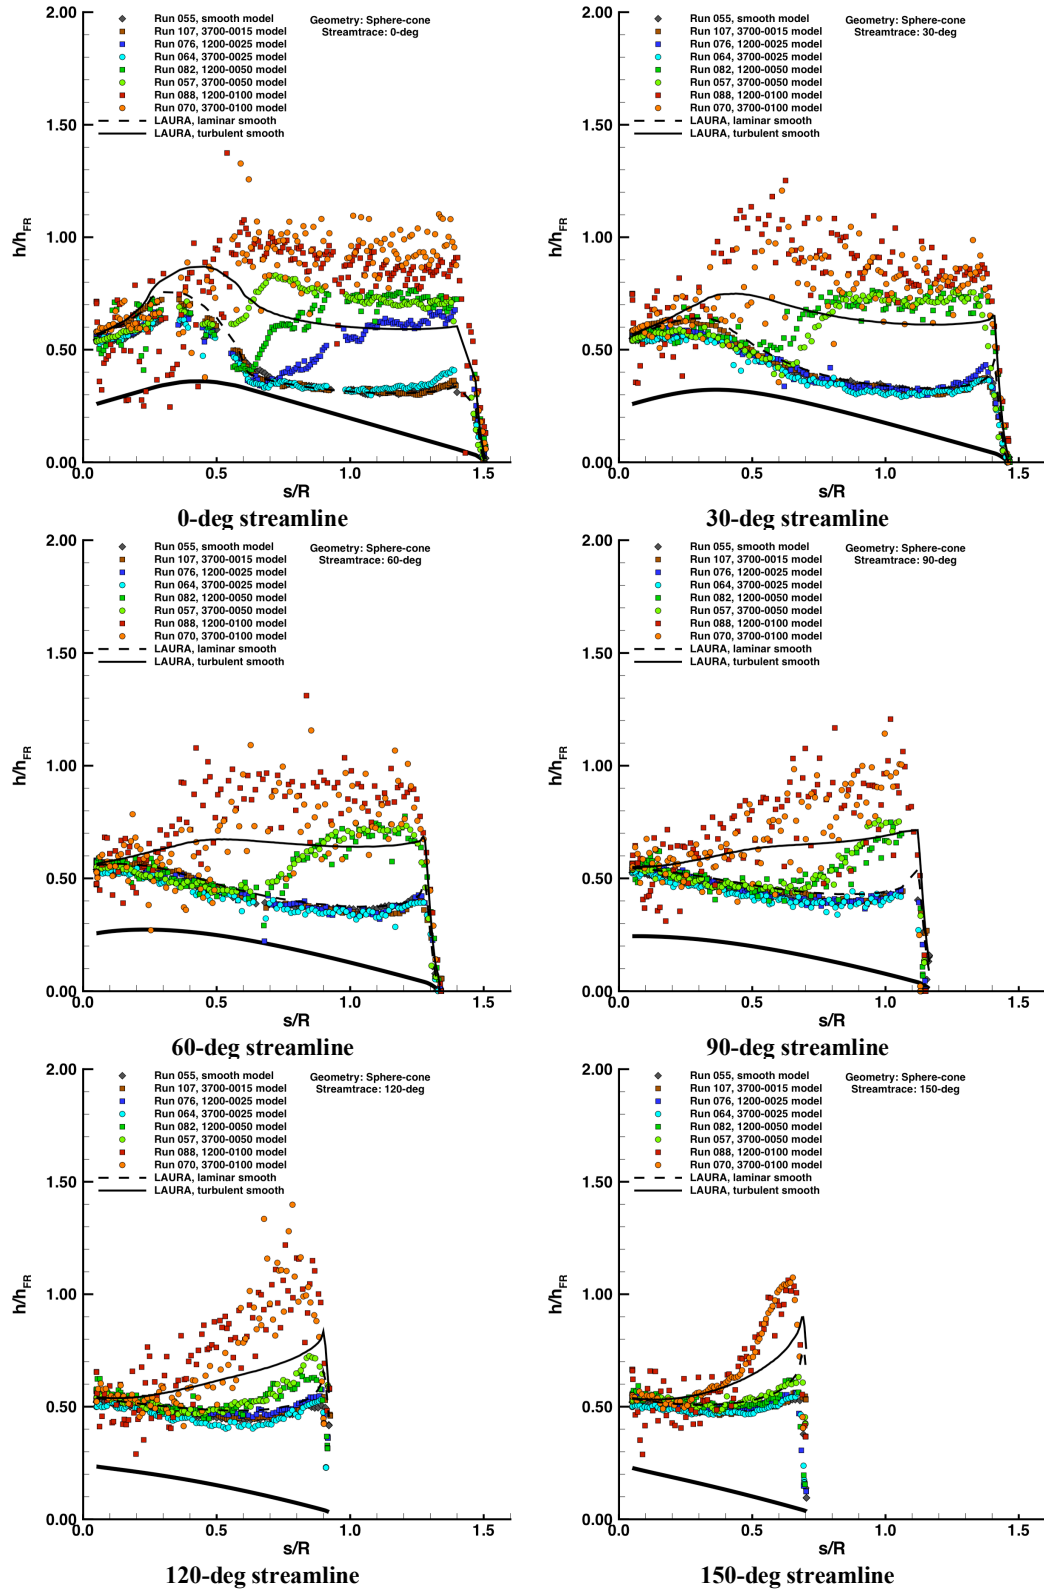 2.00
1.50
1.00
0.50
0.00
h/hFR
Run 055, smooth model
Run 107, 3700-0015 model
Run 076, 1200-0025 model
Run 064, 3700-0025 model
Run 082, 1200-0050 model
Run 057, 3700-0050 model
Run 088, 1200-0100 model
Run 070, 3700-0100 model
LAURA, laminar smooth
LAURA, turbulent smooth
Geometry: Sphere-cone
Streamtrace: 0-deg
0.0 0.5 1.0 1.5
s/R
0-deg streamline
2.00
1.50
1.00
0.50
0.00
h/hFR
Run 055, smooth model
Run 107, 3700-0015 model
Run 076, 1200-0025 model
Run 064, 3700-0025 model
Run 082, 1200-0050 model
Run 057, 3700-0050 model
Run 088, 1200-0100 model
Run 070, 3700-0100 model
LAURA, laminar smooth
LAURA, turbulent smooth
Geometry: Sphere-cone
Streamtrace: 30-deg
0.0 0.5 1.0 1.5
s/R
30-deg streamline
2.00
1.50
1.00
0.50
0.00
h/hFR
Run 055, smooth model
Run 107, 3700-0015 model
Run 076, 1200-0025 model
Run 064, 3700-0025 model
Run 082, 1200-0050 model
Run 057, 3700-0050 model
Run 088, 1200-0100 model
Run 070, 3700-0100 model
LAURA, laminar smooth
LAURA, turbulent smooth
Geometry: Sphere-cone
Streamtrace: 60-deg
0.0 0.5 1.0 1.5
s/R
60-deg streamline
2.00
1.50
1.00
0.50
0.00
h/hFR
Run 055, smooth model
Run 107, 3700-0015 model
Run 076, 1200-0025 model
Run 064, 3700-0025 model
Run 082, 1200-0050 model
Run 057, 3700-0050 model
Run 088, 1200-0100 model
Run 070, 3700-0100 model
LAURA, laminar smooth
LAURA, turbulent smooth
Geometry: Sphere-cone
Streamtrace: 90-deg
0.0 0.5 1.0 1.5
s/R
90-deg streamline
2.00
1.50
1.00
0.50
0.00
h/hFR
Run 055, smooth model
Run 107, 3700-0015 model
Run 076, 1200-0025 model
Run 064, 3700-0025 model
Run 082, 1200-0050 model
Run 057, 3700-0050 model
Run 088, 1200-0100 model
Run 070, 3700-0100 model
LAURA, laminar smooth
LAURA, turbulent smooth
Geometry: Sphere-cone
Streamtrace: 120-deg
0.0 0.5 1.0 1.5
s/R
120-deg streamline
2.00
1.50
1.00
0.50
0.00
h/hFR
Run 055, smooth model
Run 107, 3700-0015 model
Run 076, 1200-0025 model
Run 064, 3700-0025 model
Run 082, 1200-0050 model
Run 057, 3700-0050 model
Run 088, 1200-0100 model
Run 070, 3700-0100 model
LAURA, laminar smooth
LAURA, turbulent smooth
Geometry: Sphere-cone
Streamtrace: 150-deg
0.0 0.5 1.0 1.5
s/R
150-deg streamline